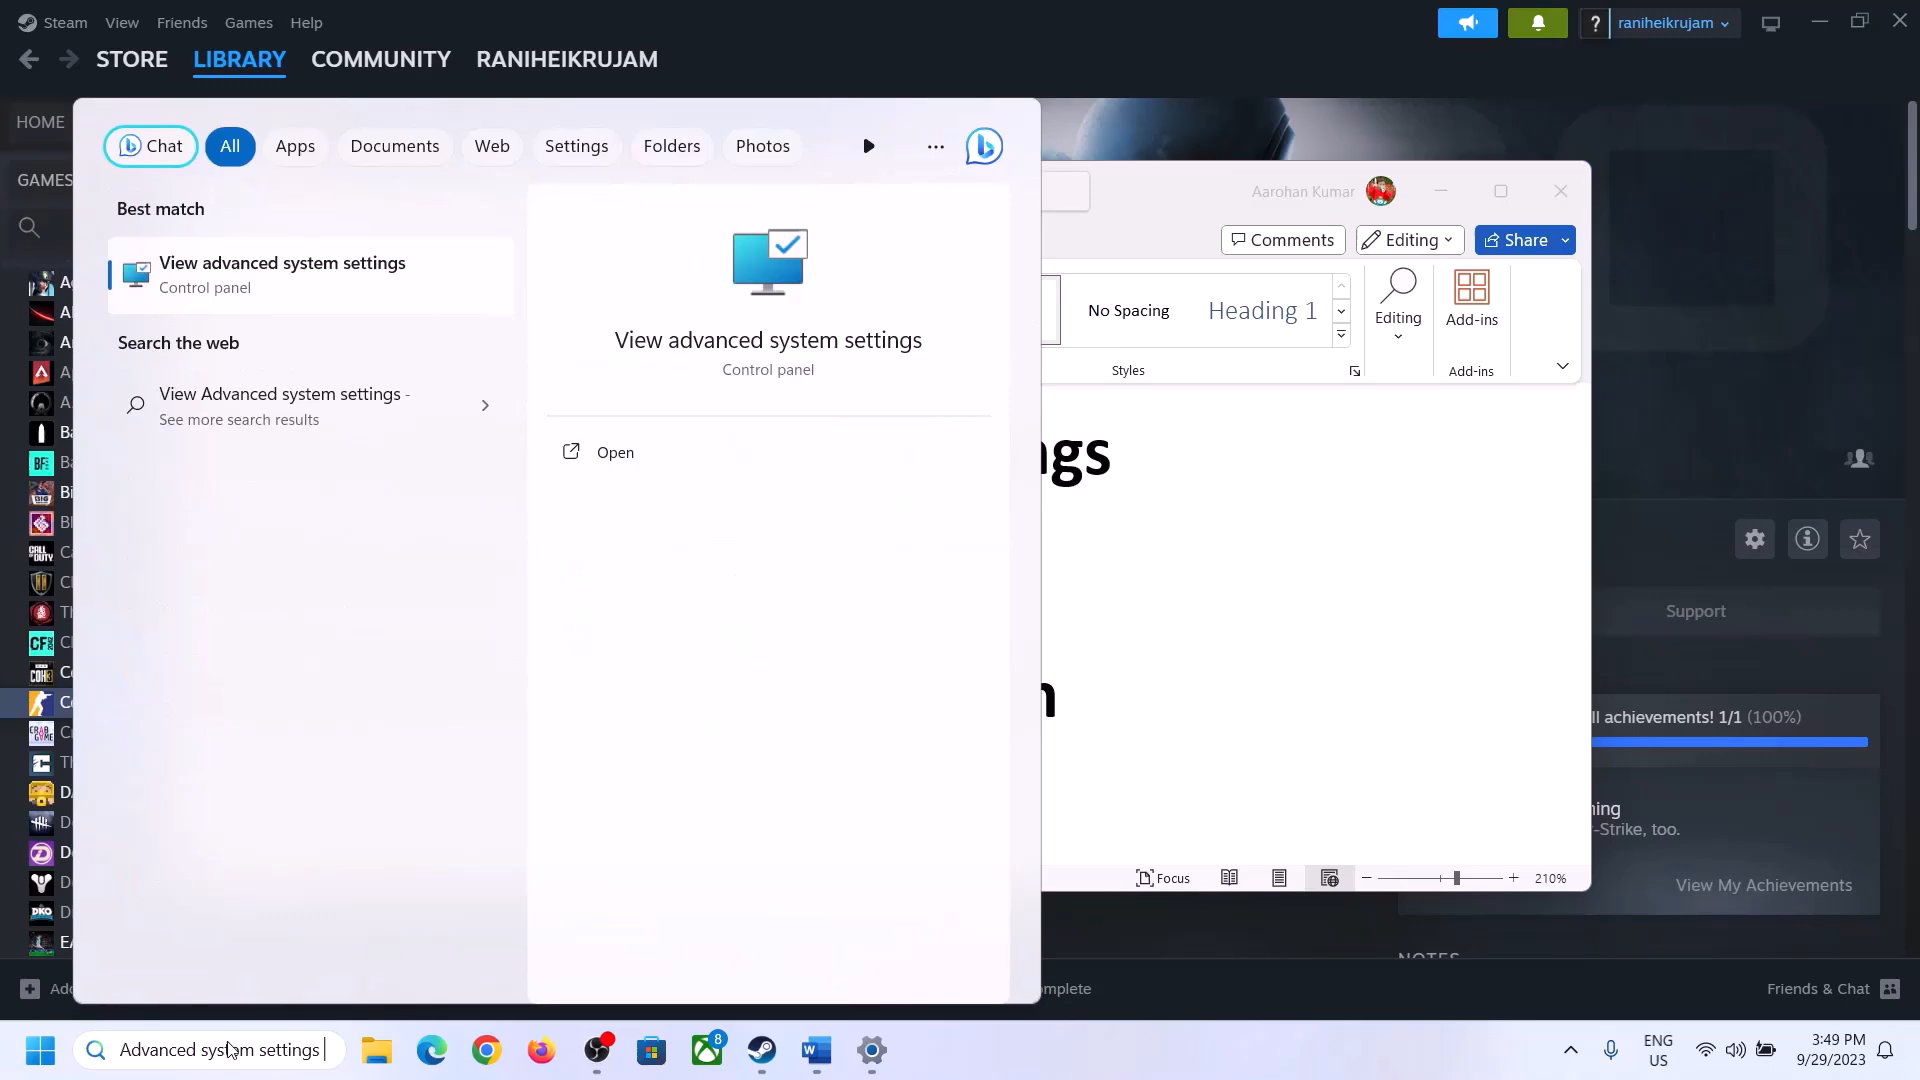 Steam View Friends Games Help
? raniheikrujam
STORE LIBRARY COMMUNITY RANIHEIKRUJAM
HOME
GAMES
Chat All Apps Documents Web Settings Folders Photos
Best match
View advanced system settings
Control panel
Search the web
View Advanced system settings -
See more search results
View advanced system settings
Control panel
Open
Aarohan Kumar
Comments Editing Share
No Spacing Heading 1
Editing
Add-ins
Styles
Add-ins
ngs
n
Focus
210%
Support
ll achievements! 1/1 (100%)
ning
-Strike, too.
View My Achievements
NOTES
Add
mplete
Friends & Chat
Advanced system settings
8
ENG
US
3:49 PM
9/29/2023